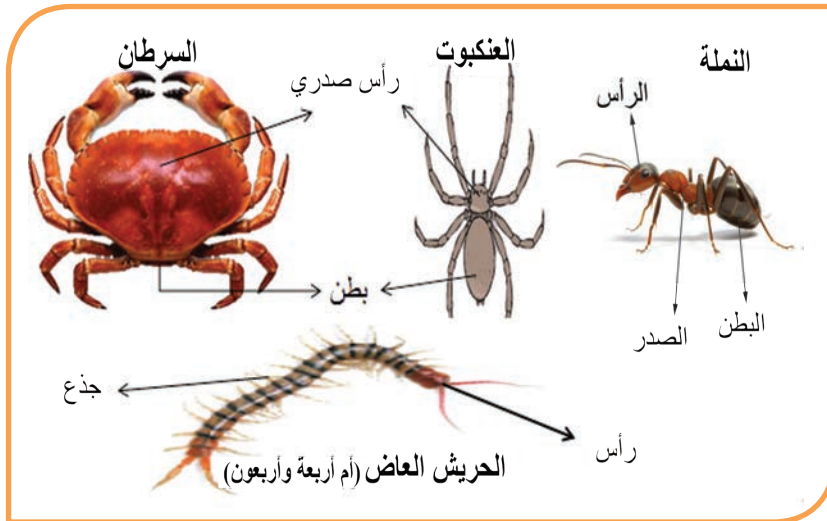 النملة
العنكبوت
السرطان
الرأس
رأس صدري
بطن
البطن
الصدر
جذع
رأس
الحريش العاض (أم أربعة وأربعون)